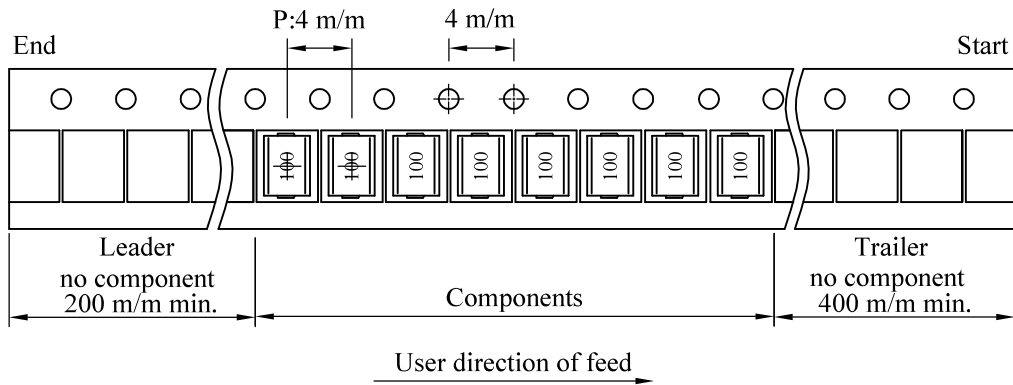 P:4 m/m
4 m/m
End
Start
100
100
100
100
100
100
100
100
Leader
no component
200 m/m min.
Components
Trailer
no component
400 m/m min.
User direction of feed